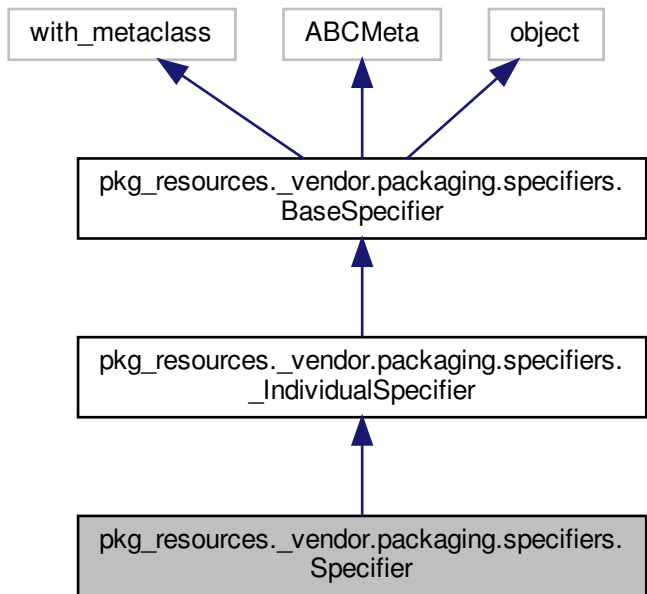 with_metaclass
ABCMeta
object
pkg_resources._vendor.packaging.specifiers.
BaseSpecifier
pkg_resources._vendor.packaging.specifiers.
_IndividualSpecifier
pkg_resources._vendor.packaging.specifiers.
Specifier